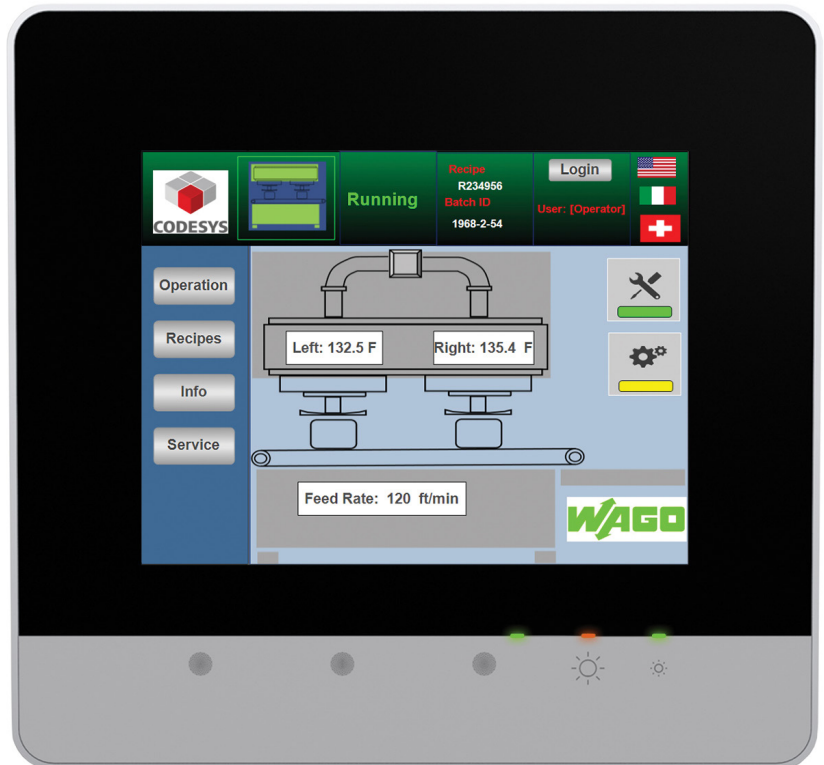 CODESYS
Running
Recipe
R234956
Batch ID
1968-2-54
Login
User: [Operator]
Operation
Recipes
Info
Service
Left: 132.5 F
Right: 135.4 F
Feed Rate: 120 ft/min
WAGO